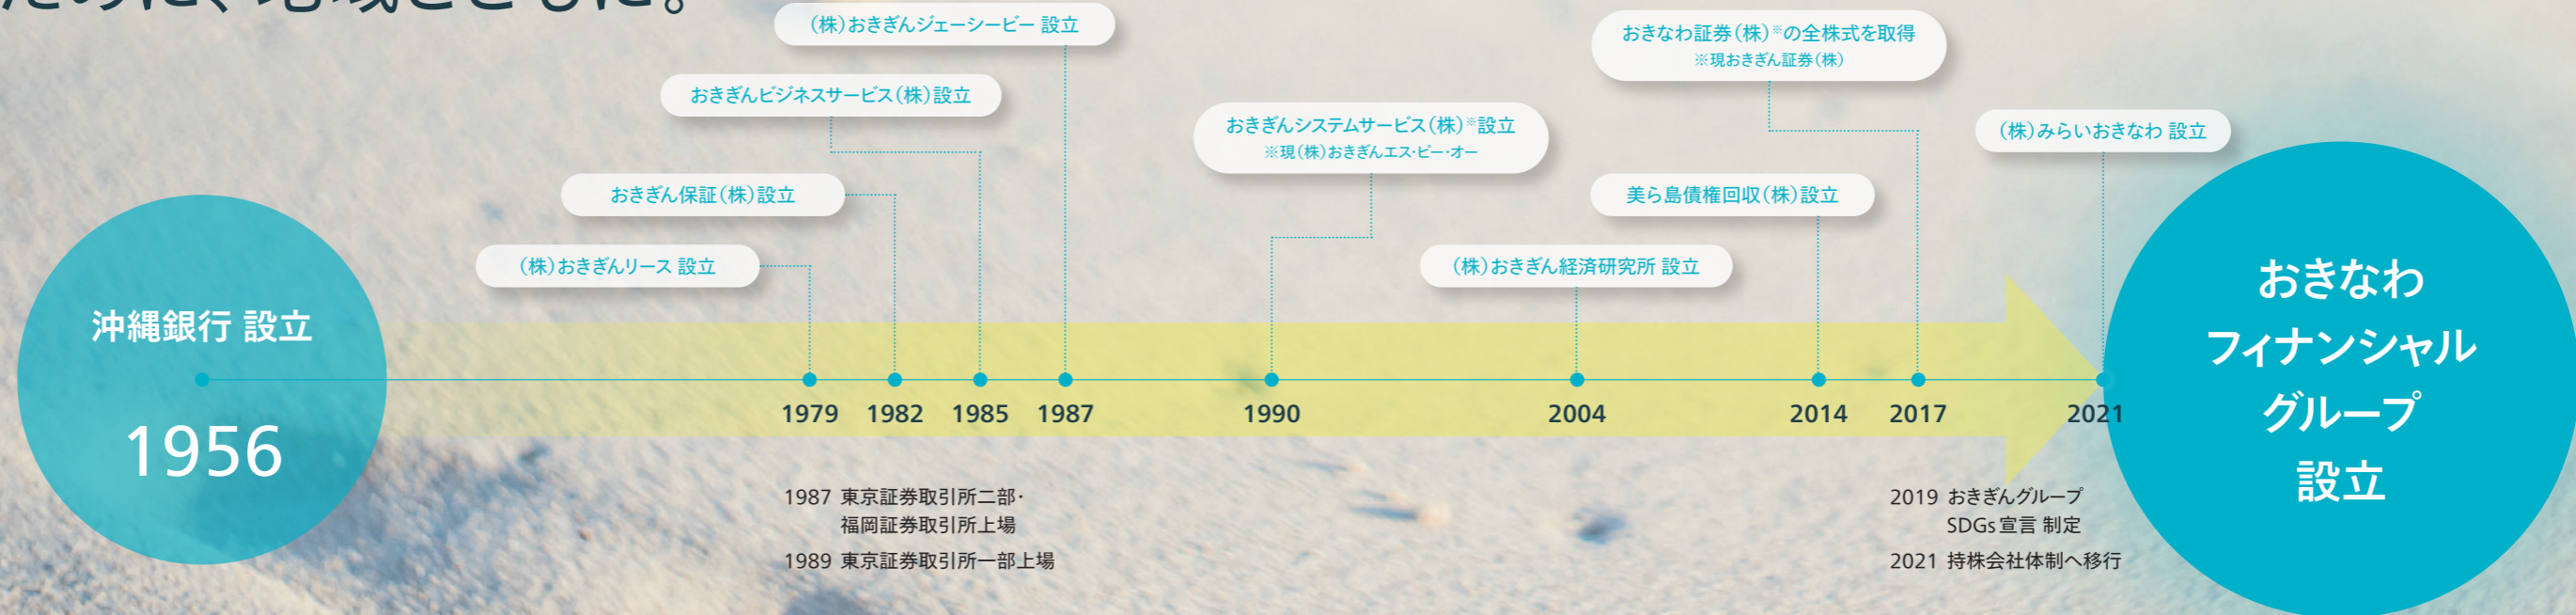 ために、地域とともに。
(株)おきぎんジェーシービー 設立
おきなわ証券(株)※の全株式を取得
※現おきぎん証券(株)
おきぎんビジネスサービス(株)設立
おきぎんシステムサービス(株)※設立
※現(株)おきぎんエス・ピー・オー
(株)みらいおきなわ 設立
おきぎん保証(株)設立
美ら島債権回収(株)設立
(株)おきぎんリース 設立
(株)おきぎん経済研究所 設立
沖縄銀行 設立
1956
1979 1982 1985 1987 1990 2004 2014 2017 2021
おきなわ
フィナンシャル
グループ
設立
1987 東京証券取引所二部・
福岡証券取引所上場
1989 東京証券取引所一部上場
2019 おきぎんグループ
SDGs宣言 制定
2021 持株会社体制へ移行